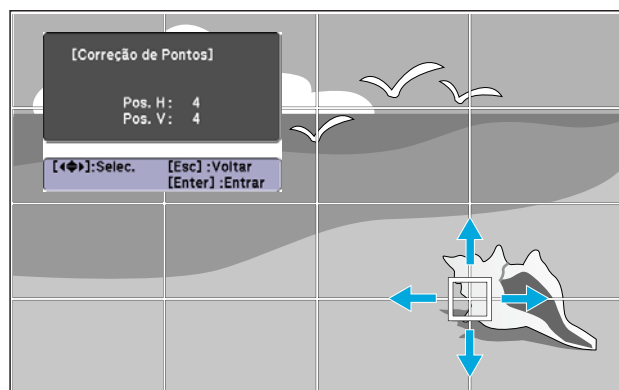 [Correção de Pontos]
Pos. H: 4
Pos. V: 4
[◀◆▶]:Selec. [Esc] :Voltar
[Enter] :Entrar